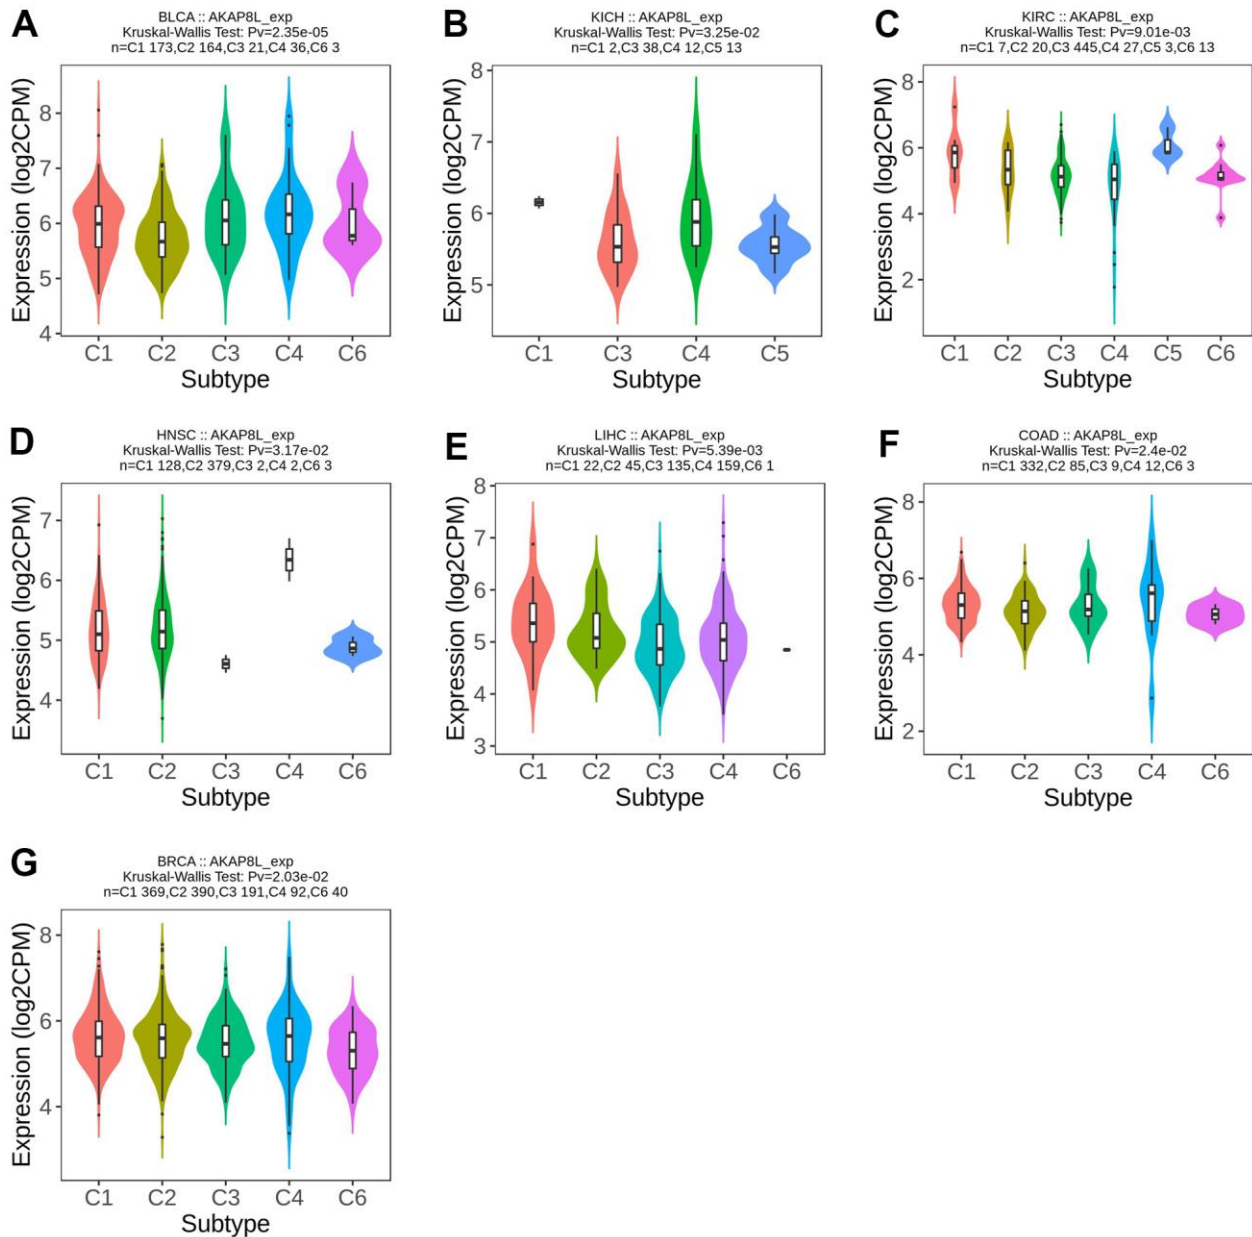 A
BLCA :: AKAP8L_exp
Kruskal-Wallis Test: Pv=2.35e-05
n=C1 173,C2 164,C3 21,C4 36,C6 3
Expression (log2CPM)
8
7
6
5
4
C1 C2 C3 C4 C6
Subtype
B
KICH :: AKAP8L_exp
Kruskal-Wallis Test: Pv=3.25e-02
n=C1 2,C3 38,C4 12,C5 13
Expression (log2CPM)
8
7
6
5
C1 C3 C4 C5
Subtype
C
KIRC :: AKAP8L_exp
Kruskal-Wallis Test: Pv=9.01e-03
n=C1 7,C2 20,C3 445,C4 27,C5 3,C6 13
Expression (log2CPM)
8
6
4
2
C1 C2 C3 C4 C5 C6
Subtype
D
HNSC :: AKAP8L_exp
Kruskal-Wallis Test: Pv=3.17e-02
n=C1 128,C2 379,C3 2,C4 2,C6 3
Expression (log2CPM)
7
6
5
4
C1 C2 C3 C4 C6
Subtype
E
LIHC :: AKAP8L_exp
Kruskal-Wallis Test: Pv=5.39e-03
n=C1 22,C2 45,C3 135,C4 159,C6 1
Expression (log2CPM)
8
7
6
5
4
3
C1 C2 C3 C4 C6
Subtype
F
COAD :: AKAP8L_exp
Kruskal-Wallis Test: Pv=2.4e-02
n=C1 332,C2 85,C3 9,C4 12,C6 3
Expression (log2CPM)
8
6
4
2
C1 C2 C3 C4 C6
Subtype
G
BRCA :: AKAP8L_exp
Kruskal-Wallis Test: Pv=2.03e-02
n=C1 369,C2 390,C3 191,C4 92,C6 40
Expression (log2CPM)
8
6
4
C1 C2 C3 C4 C6
Subtype